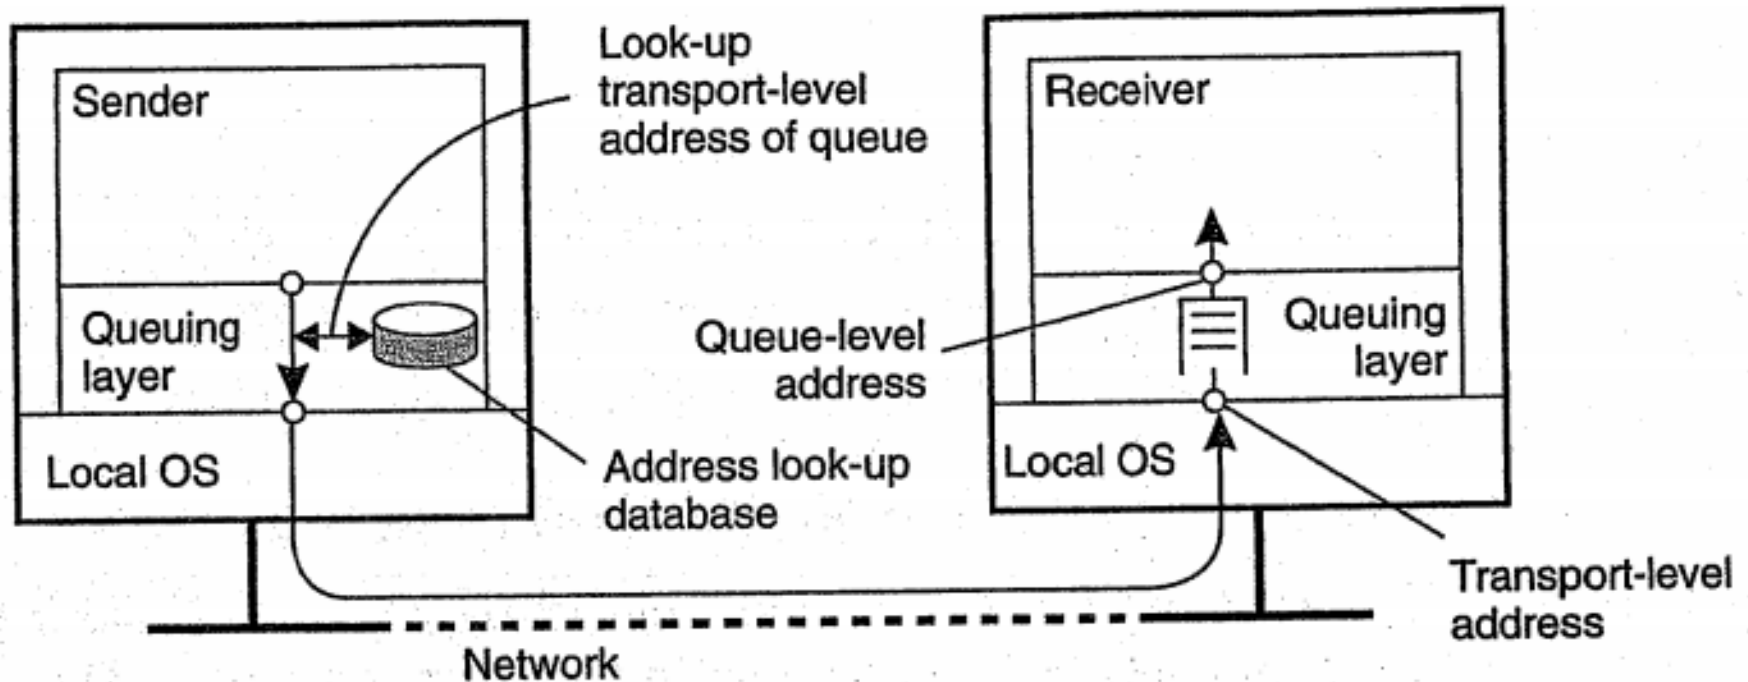 Sender
Look-up
transport-level
address of queue
Receiver
Queuing
layer
Queue-level
address
Queuing
layer
Local OS
Address look-up
database
Local OS
Transport-level
address
Network